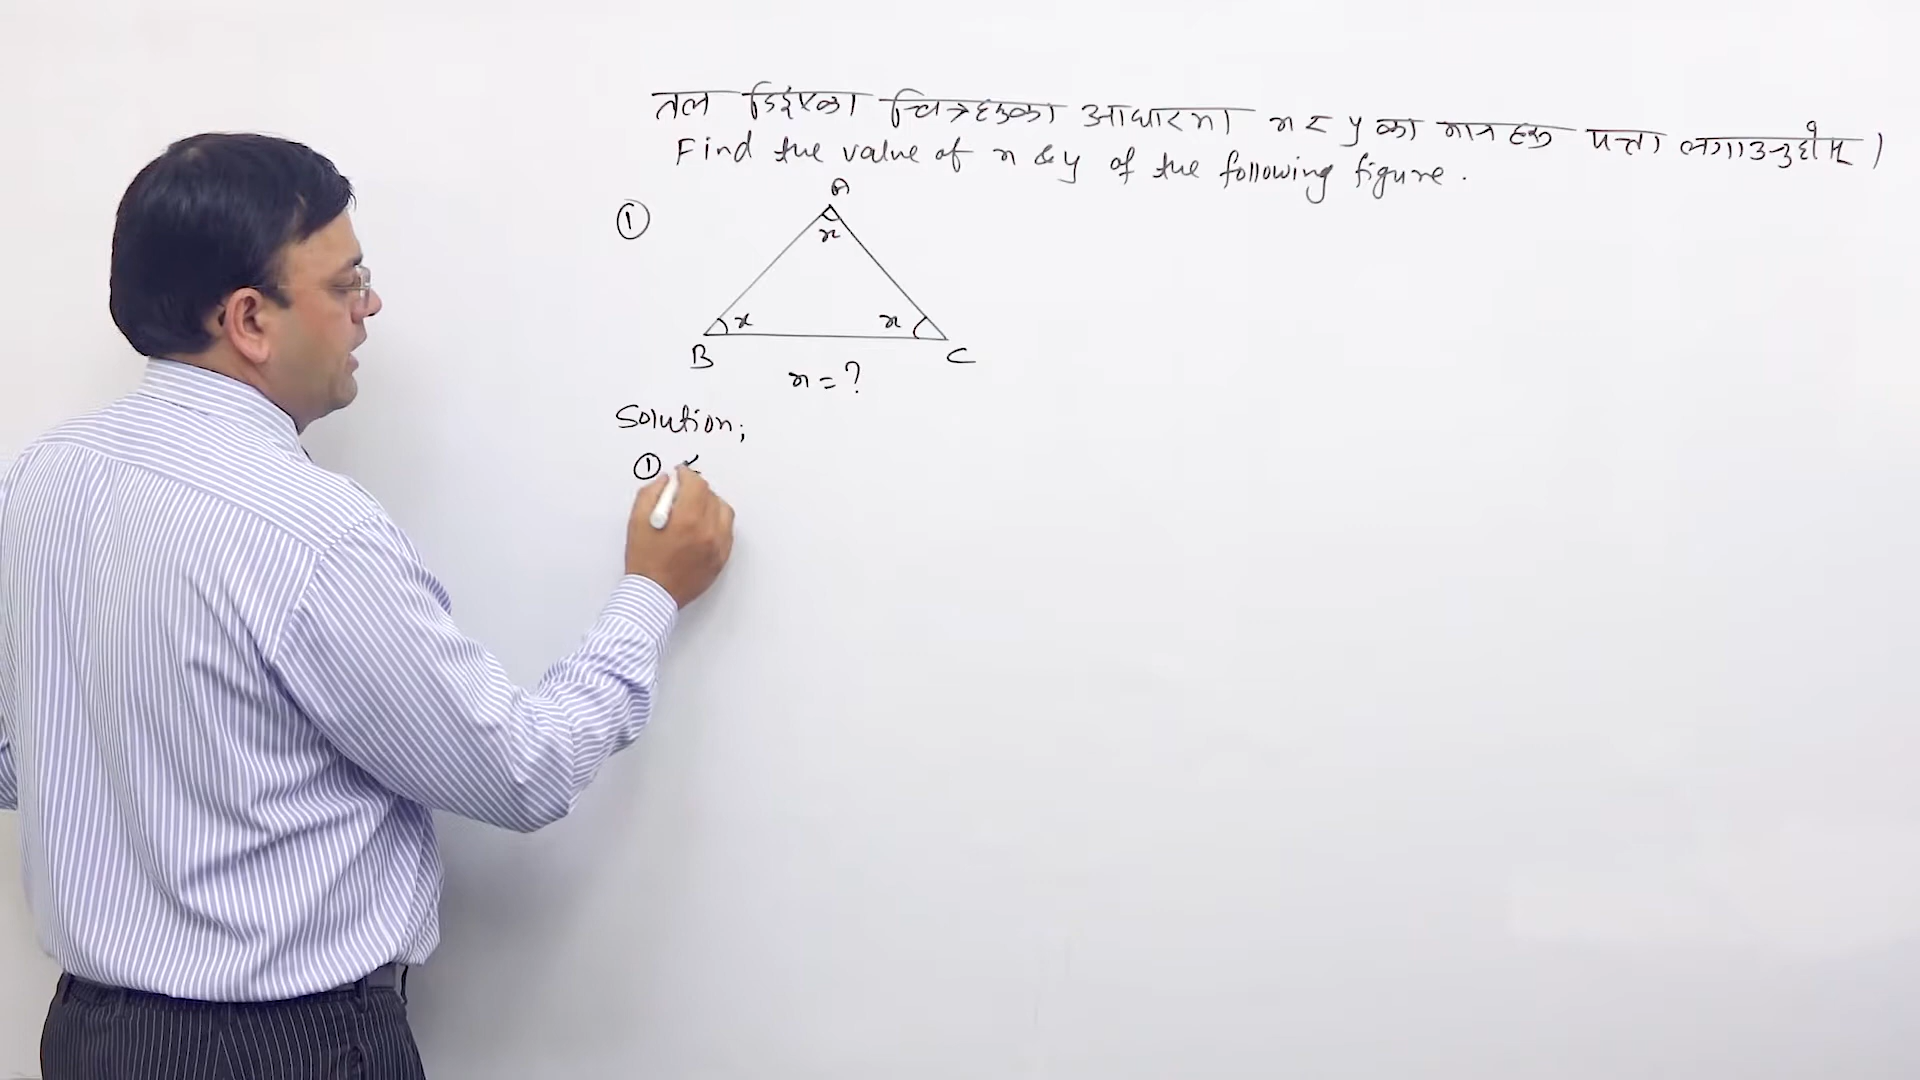 तल दिइएका चित्रहरूका आधारमा x र y को मान हरू पत्ता लगाउनुहोस् ।
Find the value of x & y of the following figure.
①
A
x
x x
B C
x = ?
Solution;
① ∠